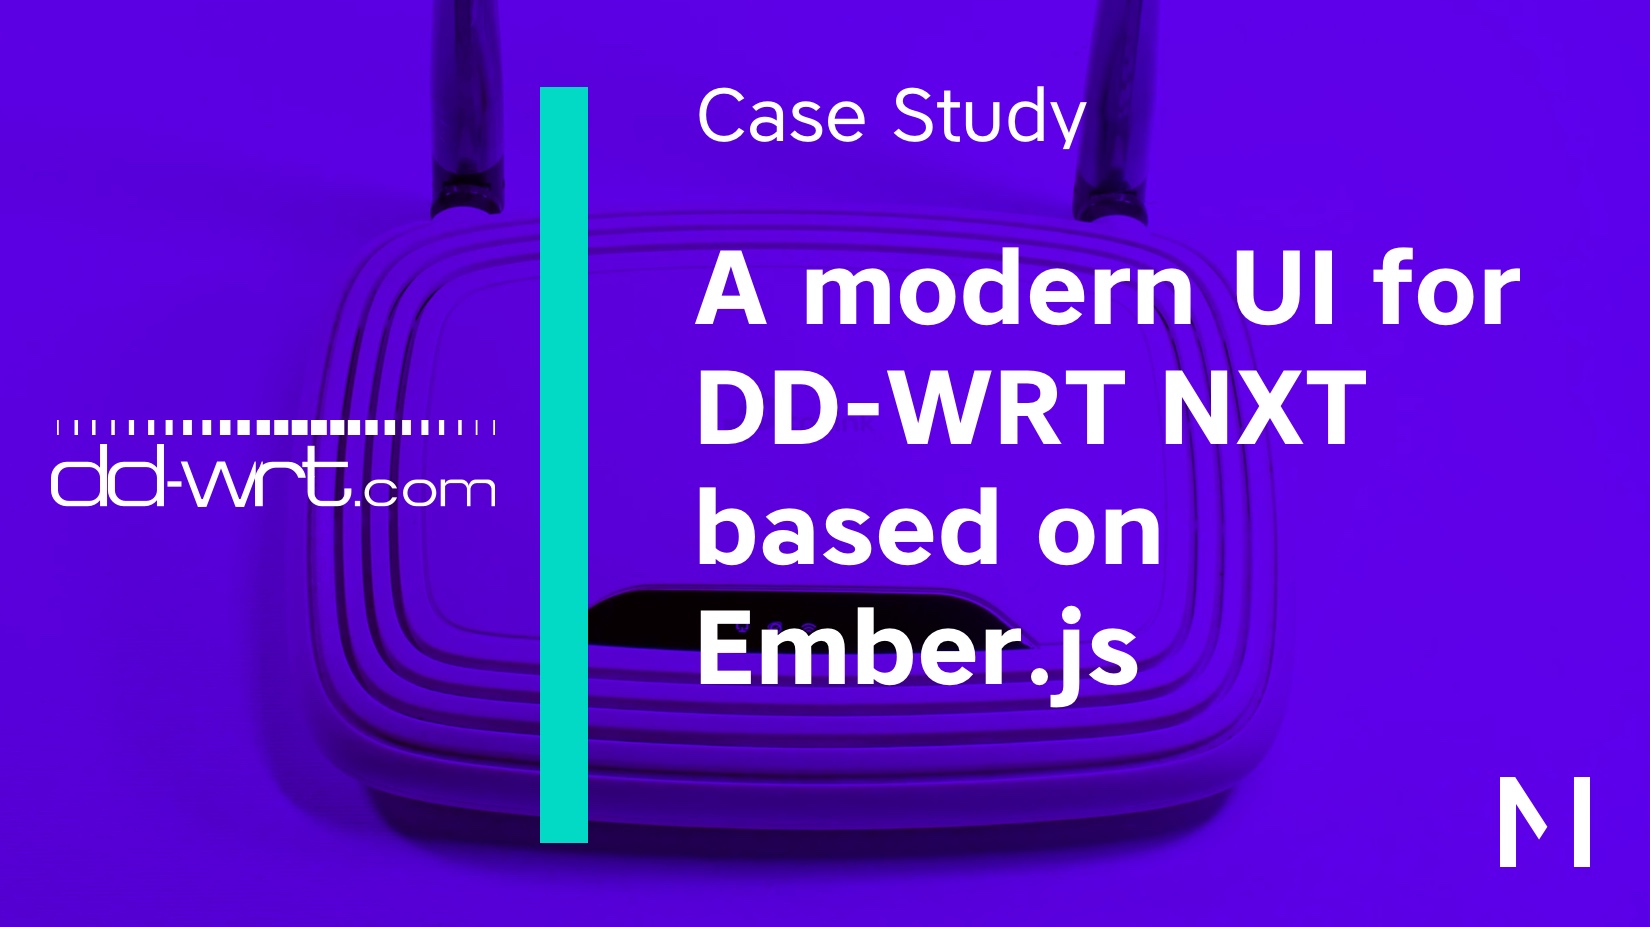 Case Study
A modern UI for
DD-WRT NXT
based on
Ember.js
dd-wrt.com